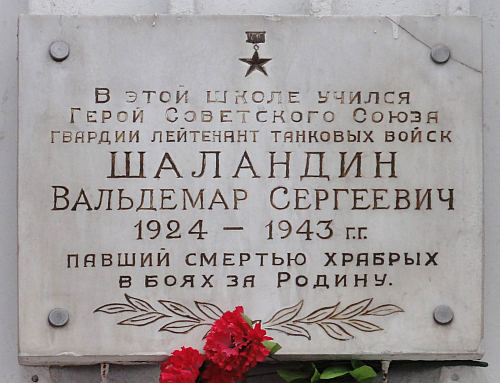 В ЭТОЙ ШКОЛЕ УЧИЛСЯ
ГЕРОЙ СОВЕТСКОГО СОЮЗА
ГВАРДИИ ЛЕЙТЕНАНТ ТАНКОВЫХ ВОЙСК
ШАЛАНДИН
ВАЛЬДЕМАР СЕРГЕЕВИЧ
1924 — 1943 г.г.
ПАВШИЙ СМЕРТЬЮ ХРАБРЫХ
В БОЯХ ЗА РОДИНУ.